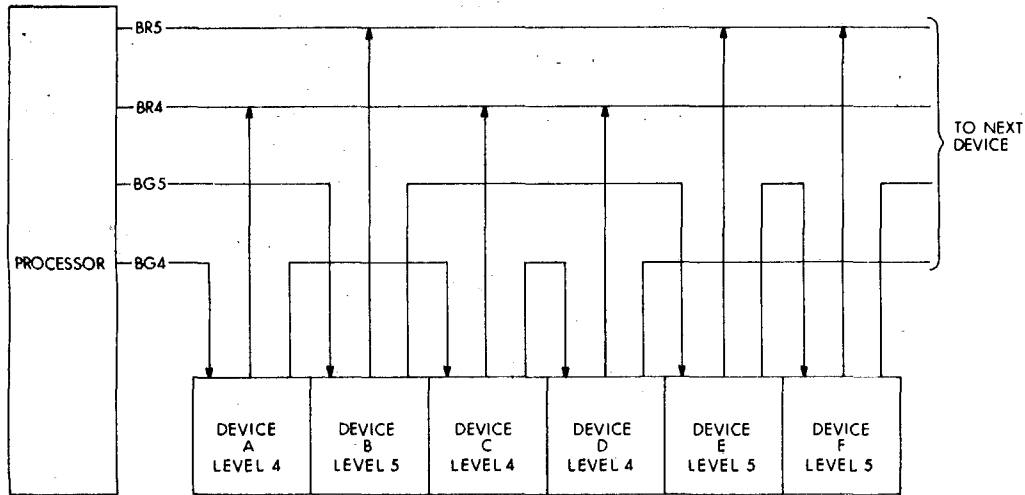 BR5
BR4
TO NEXT
DEVICE
BG5
PROCESSOR
BG4
DEVICE
A
LEVEL 4
DEVICE
B
LEVEL 5
DEVICE
C
LEVEL 4
DEVICE
D
LEVEL 4
DEVICE
E
LEVEL 5
DEVICE
F
LEVEL 5